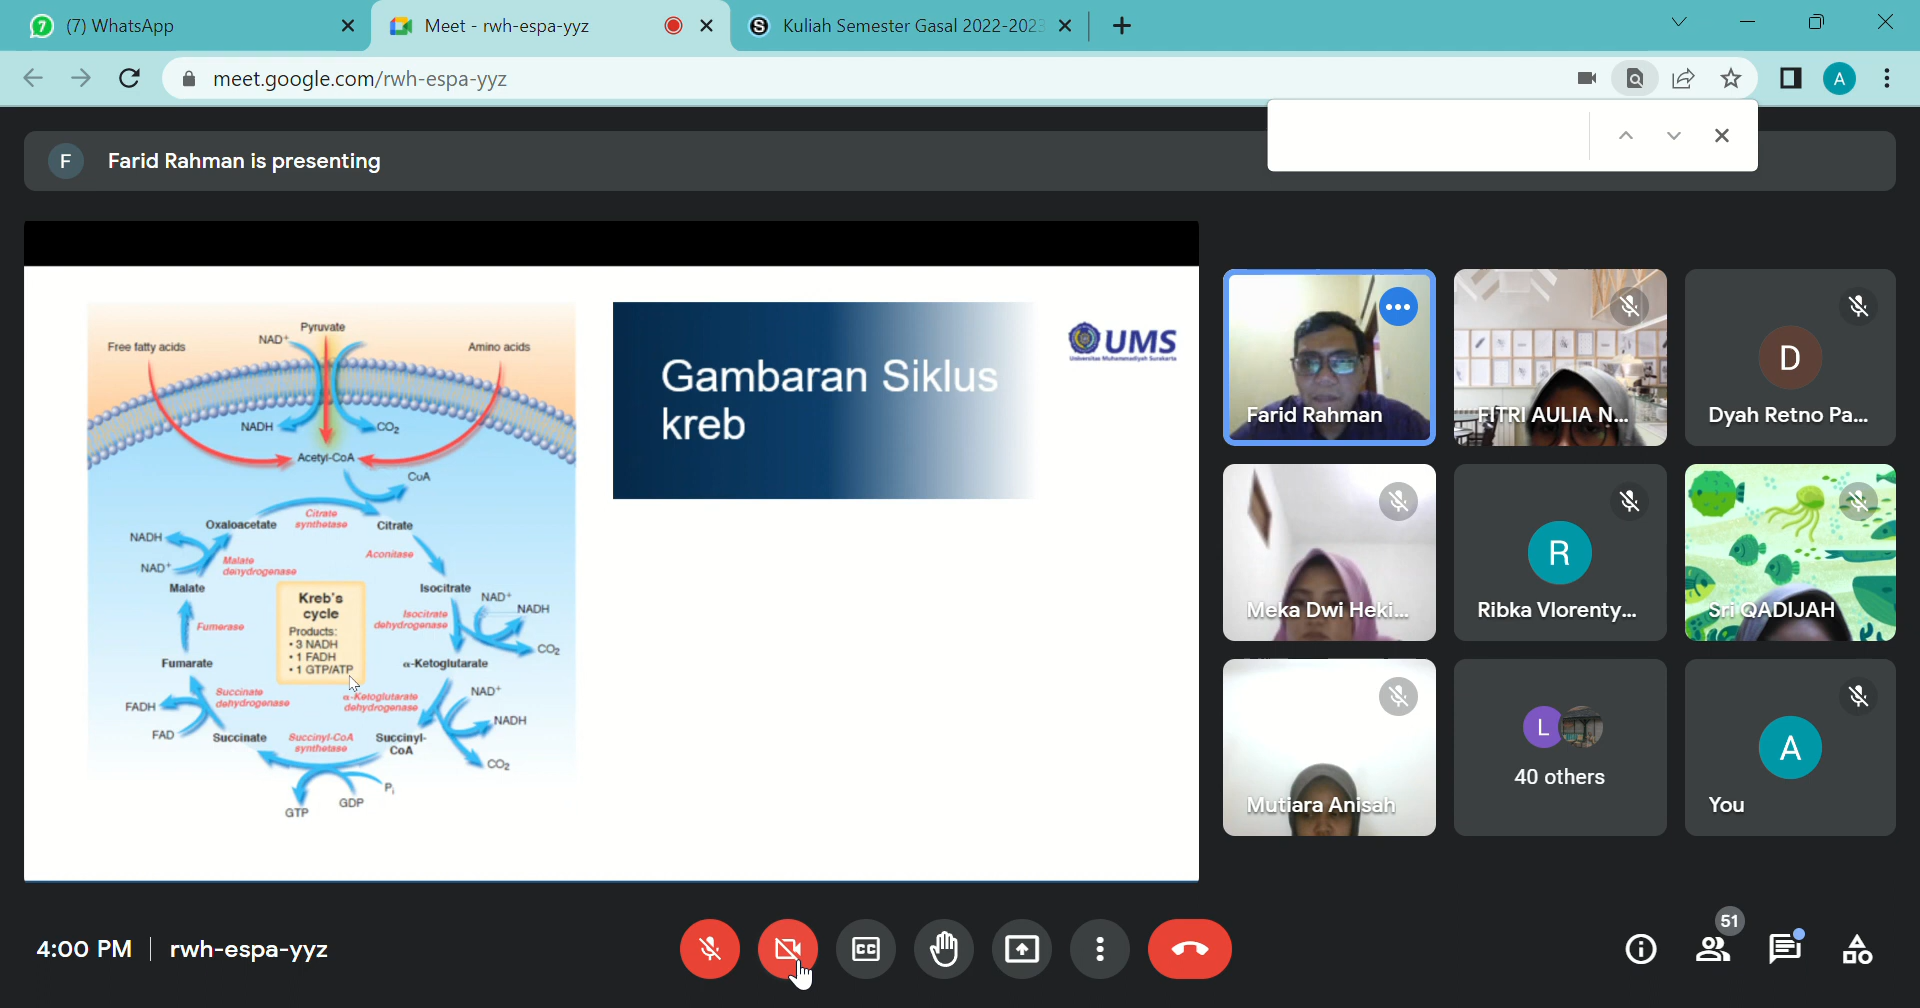 (7) WhatsApp
Meet - rwh-espa-yyz
Kuliah Semester Gasal 2022-2023
meet.google.com/rwh-espa-yyz
A
F
Farid Rahman is presenting
Pyruvate
Free fatty acids
NAD+
Amino acids
NADH
CO2
Acetyl-CoA
CoA
Oxaloacetate
Citrate
synthetase
Citrate
NADH
Aconitase
NAD+
Malate
dehydrogenase
Malate
Isocitrate
NAD+
NADH
Kreb's
cycle
Products:
• 3 NADH
• 1 FADH
• 1 GTP/ATP
Isocitrate
dehydrogenase
Fumerase
CO2
Fumarate
α-Ketoglutarate
Succinate
dehydrogenase
α-Ketoglutarate
dehydrogenase
NAD+
FADH
NADH
FAD
Succinate
Succinyl-CoA
synthetase
Succinyl-
CoA
CO2
Pi
GDP
GTP
Gambaran Siklus
kreb
UMS
Universitas Muhammadiyah Surakarta
Farid Rahman
FITRI AULIA N...
D
Dyah Retno Pa...
Meka Dwi Heki...
R
Ribka Vlorenty...
Sri QADIJAH
Mutiara Anisah
L
40 others
A
You
4:00 PM
rwh-espa-yyz
CC
51